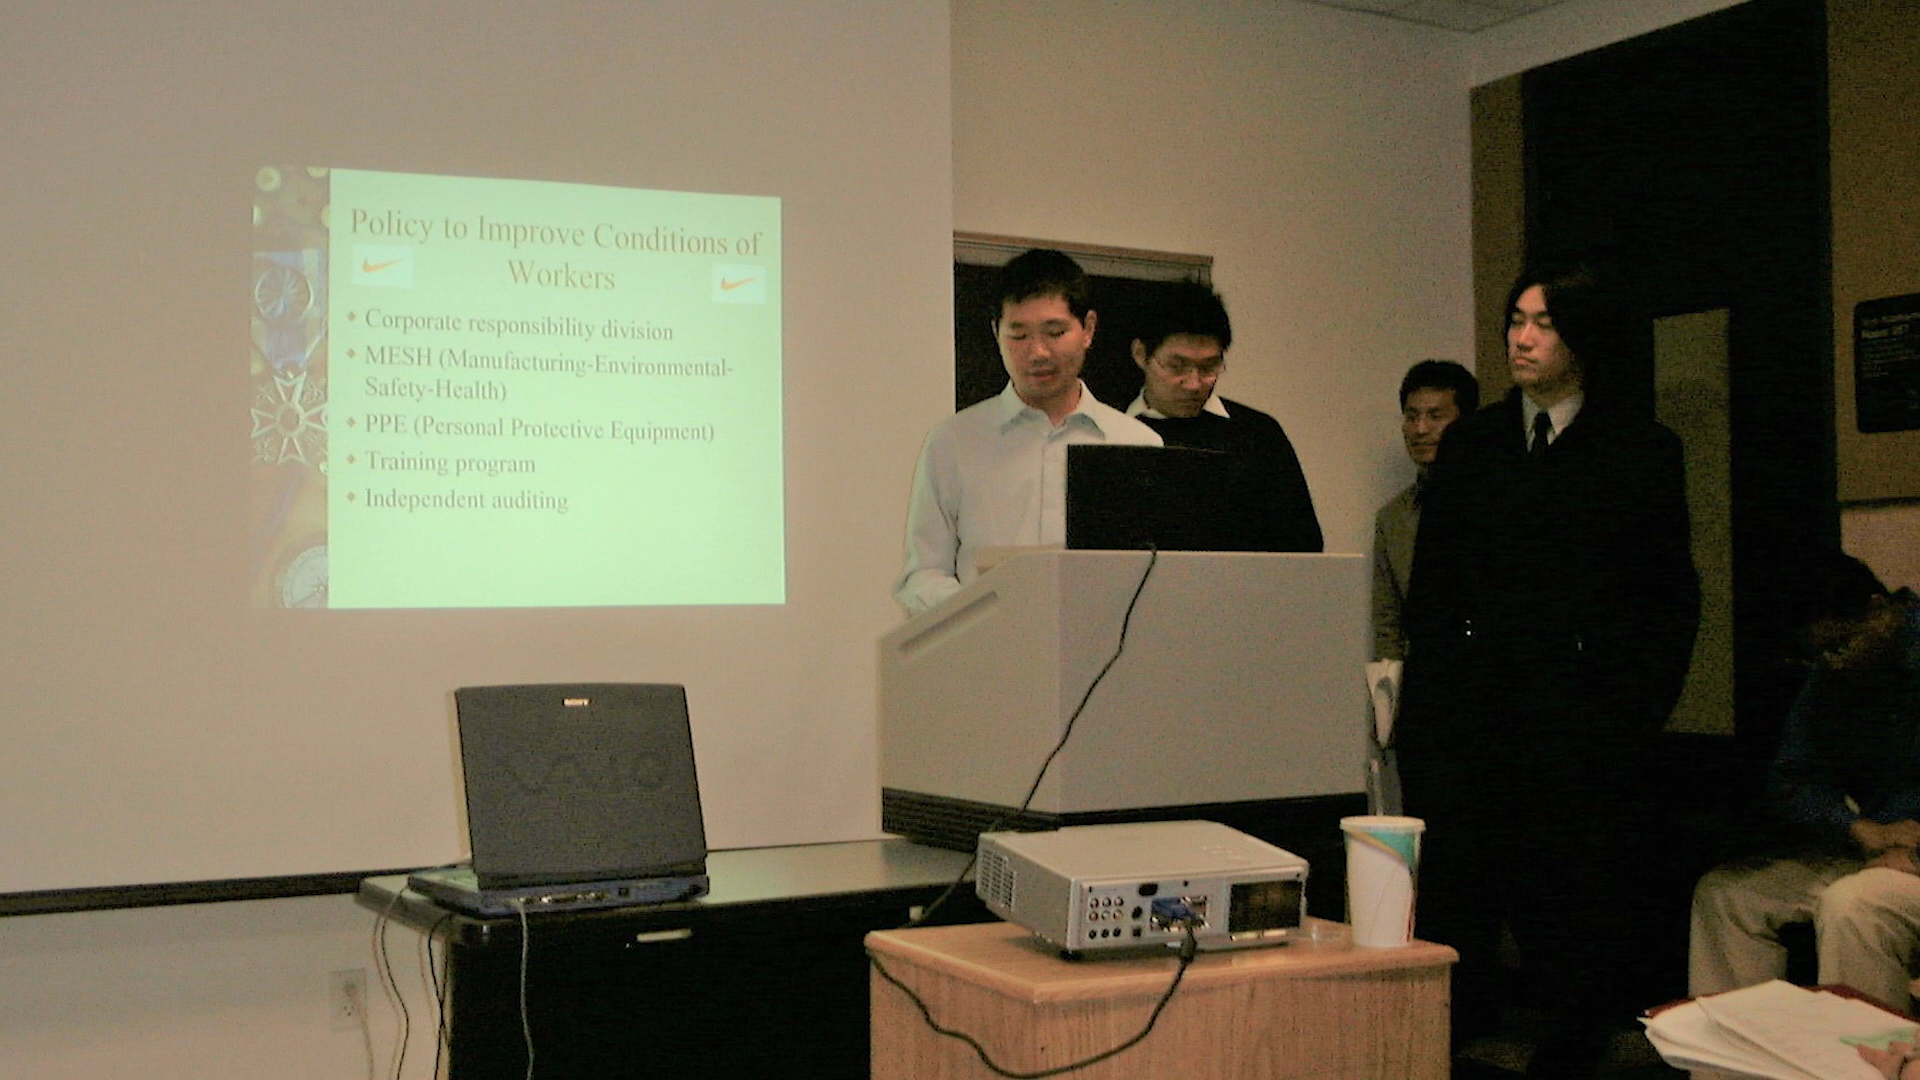 Policy to Improve Conditions of
Workers
Corporate responsibility division
MESH (Manufacturing-Environmental-
Safety-Health)
PPE (Personal Protective Equipment)
Training program
Independent auditing
SONY
VAIO